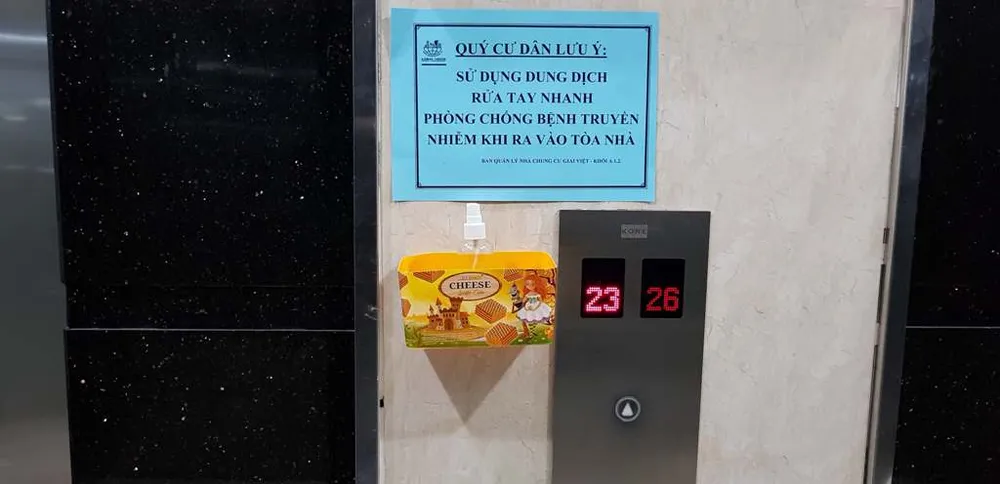 QUÝ CƯ DÂN LƯU Ý:
SỬ DỤNG DUNG DỊCH
RỬA TAY NHANH
PHÒNG CHỐNG BỆNH TRUYỀN
NHIỄM KHI RA VÀO TÒA NHÀ
BAN QUẢN LÝ NHÀ CHUNG CƯ GIAI VIỆT - KHỐI A.1.2.
CHEESE
KONE
23 26